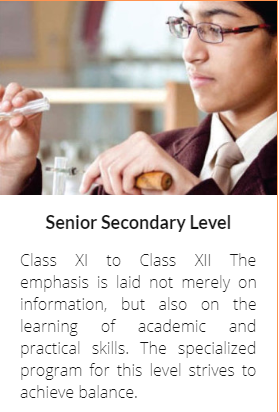 Senior Secondary Level
Class XI to Class XII The
emphasis is laid not merely on
information, but also on the
learning of academic and
practical skills. The specialized
program for this level strives to
achieve balance.